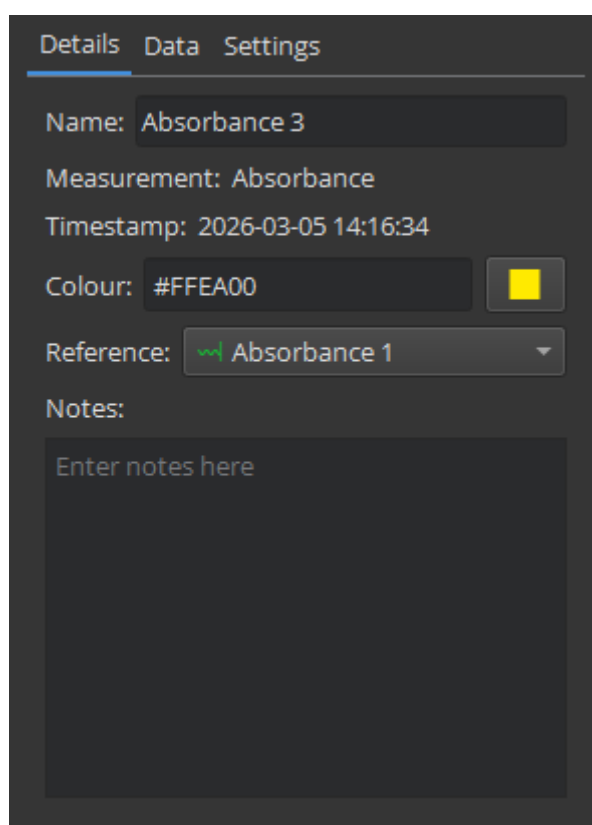 Details Data Settings
Name: Absorbance 3
Measurement: Absorbance
Timestamp: 2026-03-05 14:16:34
Colour: #FFEA00
Reference: Absorbance 1
Notes:
Enter notes here